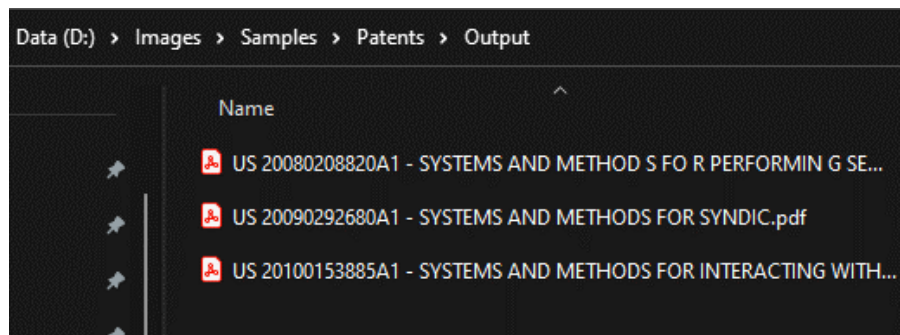 Data (D:) > Images > Samples > Patents > Output
Name
US 20080208820A1 - SYSTEMS AND METHOD S FO R PERFORMIN G SE...
US 20090292680A1 - SYSTEMS AND METHODS FOR SYNDIC.pdf
US 20100153885A1 - SYSTEMS AND METHODS FOR INTERACTING WITH...